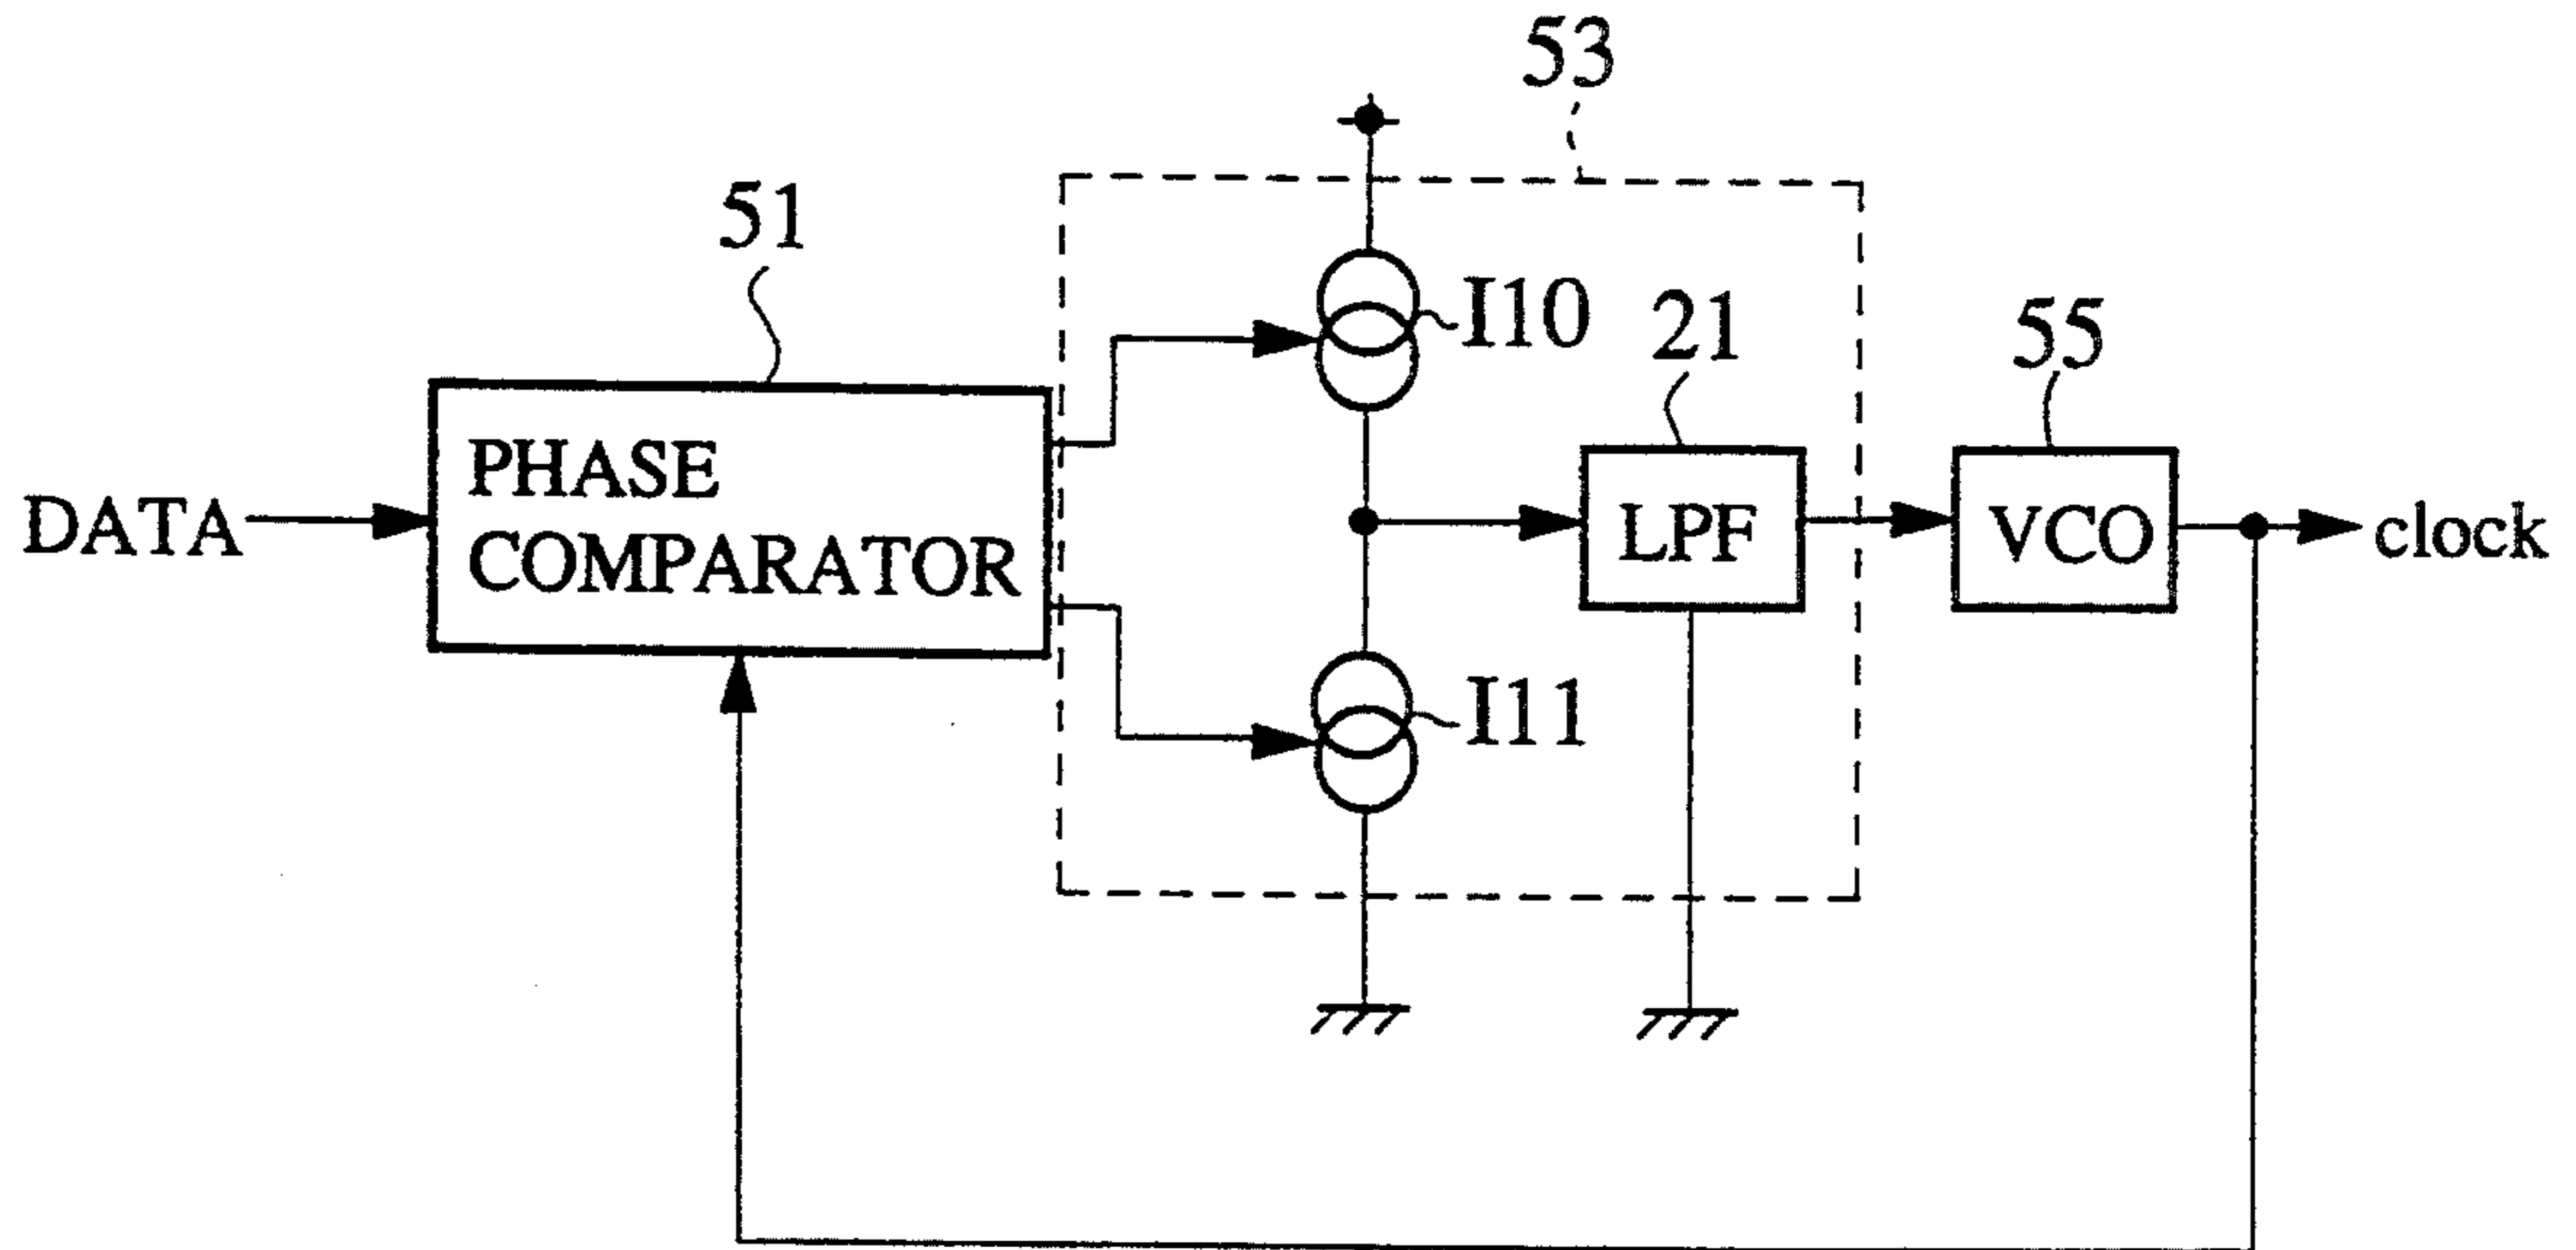 53
51
I10
21
55
PHASE
COMPARATOR
DATA
LPF
VCO
clock
I11